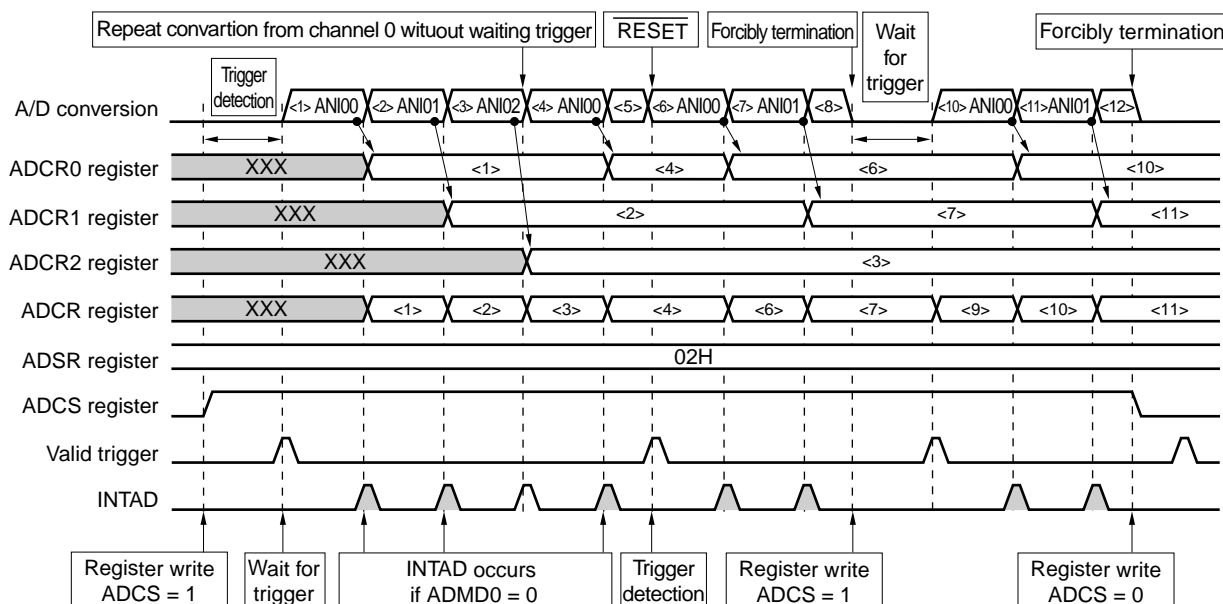 Repeat convartion from channel 0 wituout waiting trigger
RESET
Forcibly termination
Wait
for
trigger
Forcibly termination
Trigger
detection
A/D conversion
<1> ANI00
<2> ANI01
<3> ANI02
<4> ANI00
<5>
<6> ANI00
<7> ANI01
<8>
<10> ANI00
<11> ANI01
<12>
ADCR0 register
XXX
<1>
<4>
<6>
<10>
ADCR1 register
XXX
<2>
<7>
<11>
ADCR2 register
XXX
<3>
ADCR register
XXX
<1>
<2>
<3>
<4>
<6>
<7>
<9>
<10>
<11>
ADSR register
02H
ADCS register
Valid trigger
INTAD
Register write
ADCS = 1
Wait for
trigger
INTAD occurs
if ADMD0 = 0
Trigger
detection
Register write
ADCS = 1
Register write
ADCS = 0